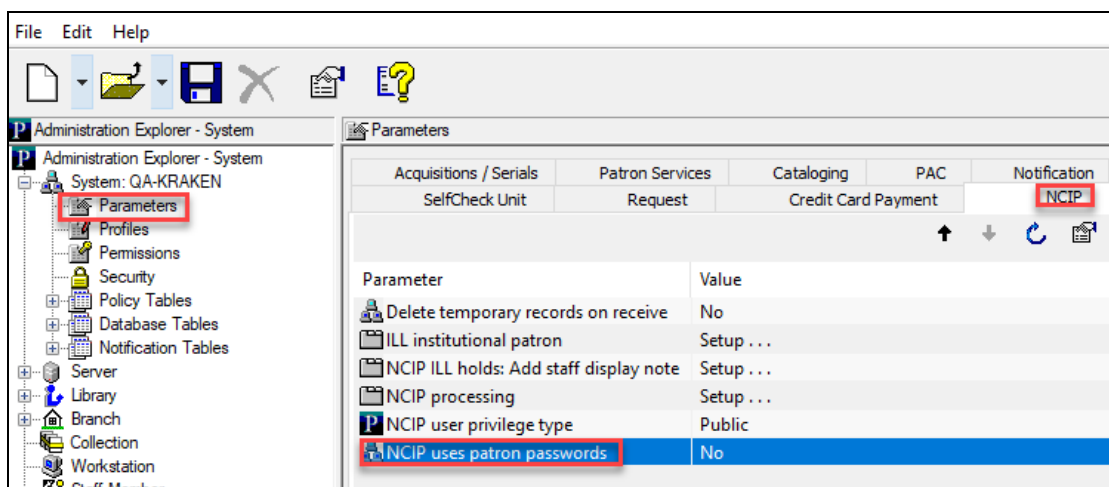 File Edit Help
Administration Explorer - System
Parameters
Administration Explorer - System
System: QA-KRAKEN
Parameters
Profiles
Permissions
Security
Policy Tables
Database Tables
Notification Tables
Server
Library
Branch
Collection
Workstation
Acquisitions / Serials Patron Services Cataloging PAC Notification
SelfCheck Unit Request Credit Card Payment NCIP
Parameter Value
Delete temporary records on receive No
ILL institutional patron Setup . . .
NCIP ILL holds: Add staff display note Setup . . .
NCIP processing Setup . . .
NCIP user privilege type Public
NCIP uses patron passwords No